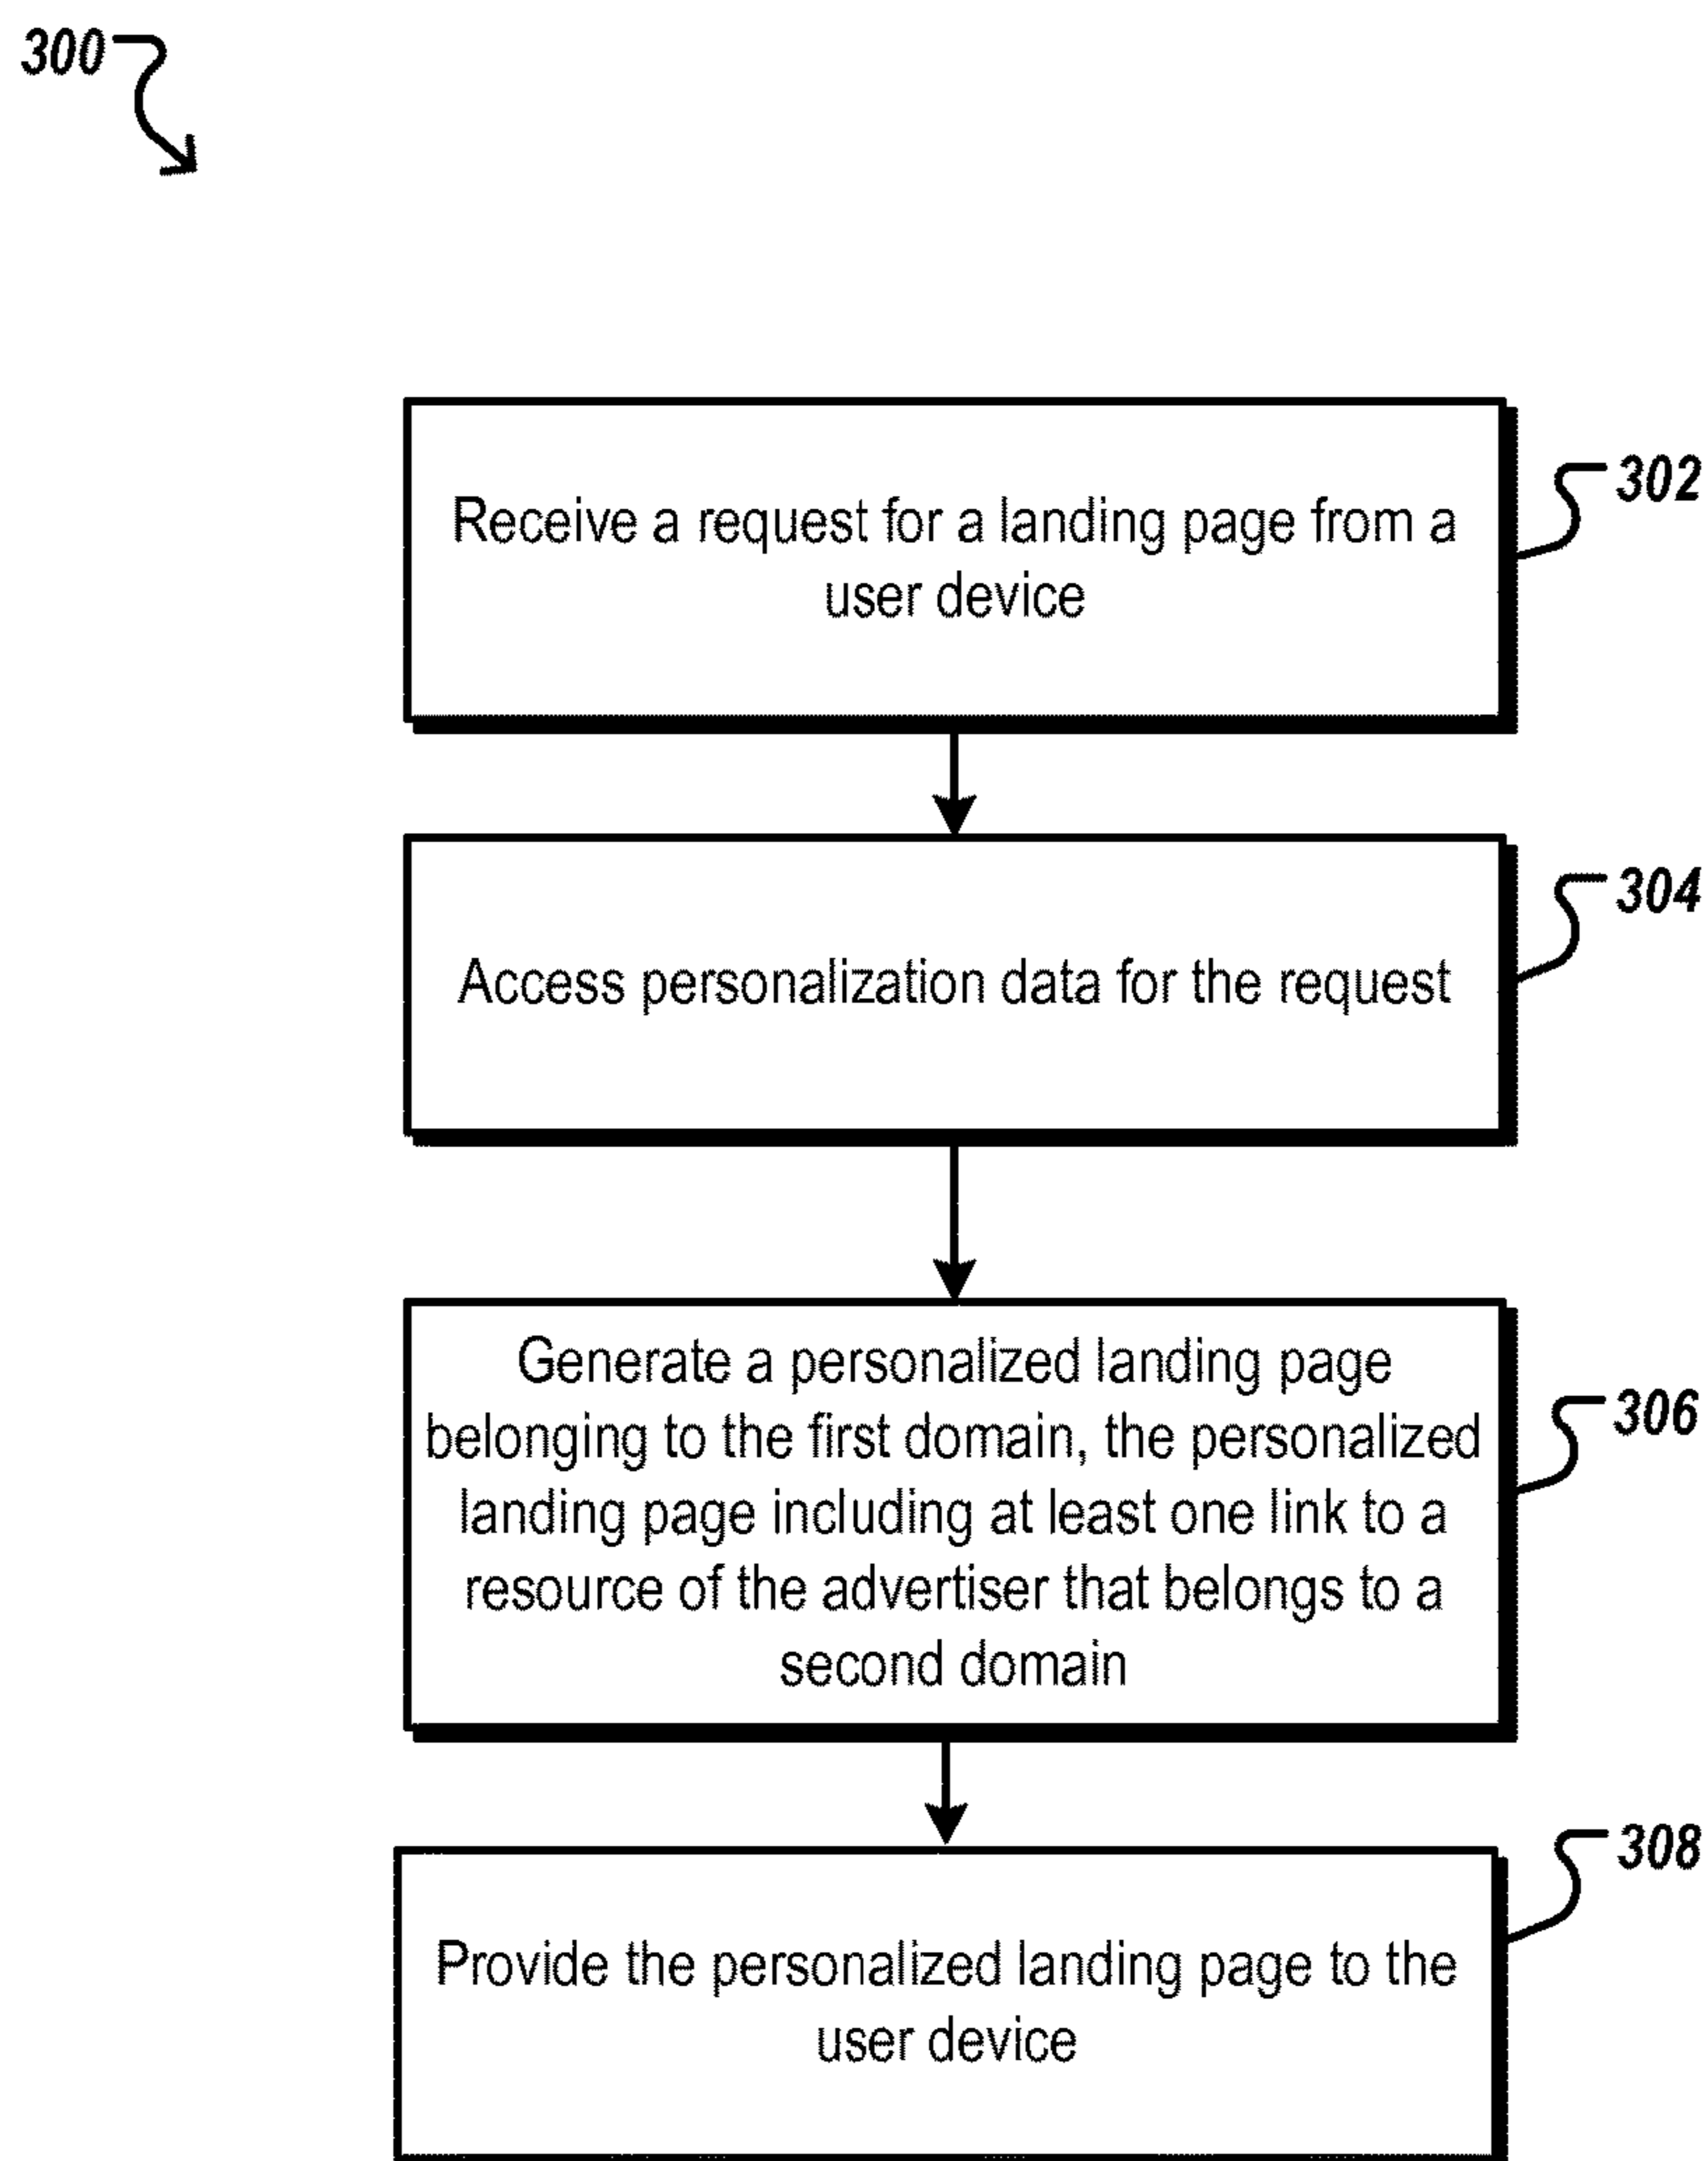 300
Receive a request for a landing page from a
user device
302
Access personalization data for the request
304
Generate a personalized landing page
belonging to the first domain, the personalized
landing page including at least one link to a
resource of the advertiser that belongs to a
second domain
306
Provide the personalized landing page to the
user device
308